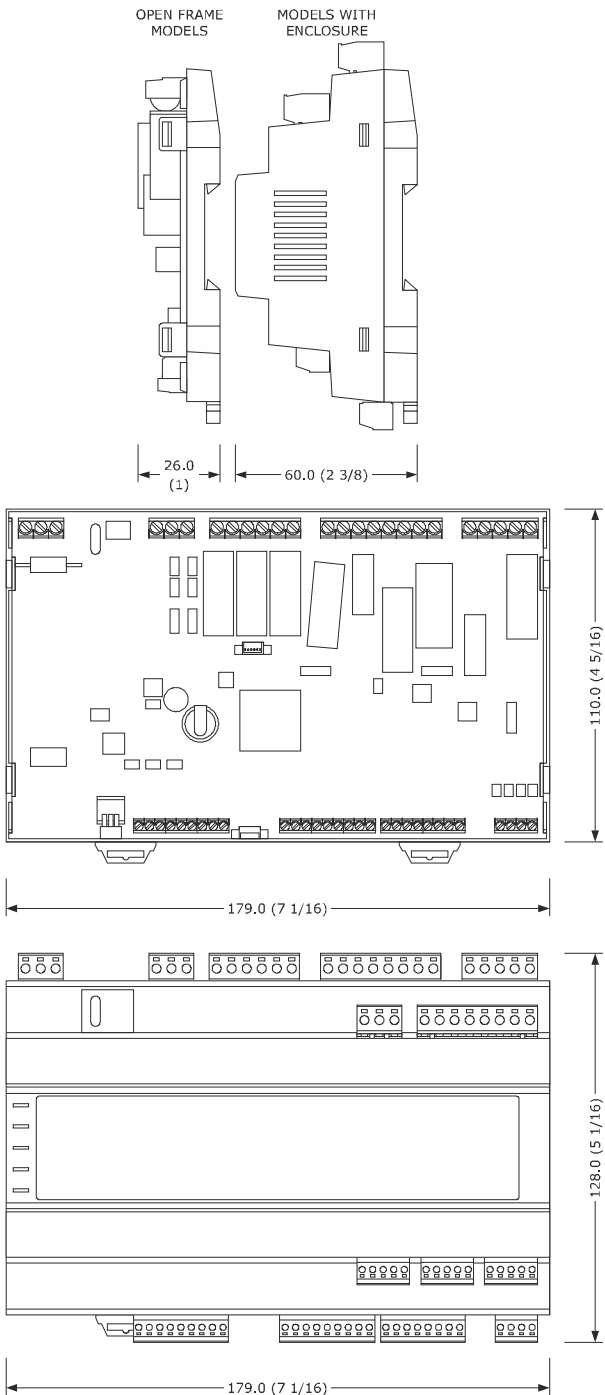 OPEN FRAME
MODELS
MODELS WITH
ENCLOSURE
26.0
(1)
60.0 (2 3/8)
110.0 (4 5/16)
179.0 (7 1/16)
128.0 (5 1/16)
179.0 (7 1/16)